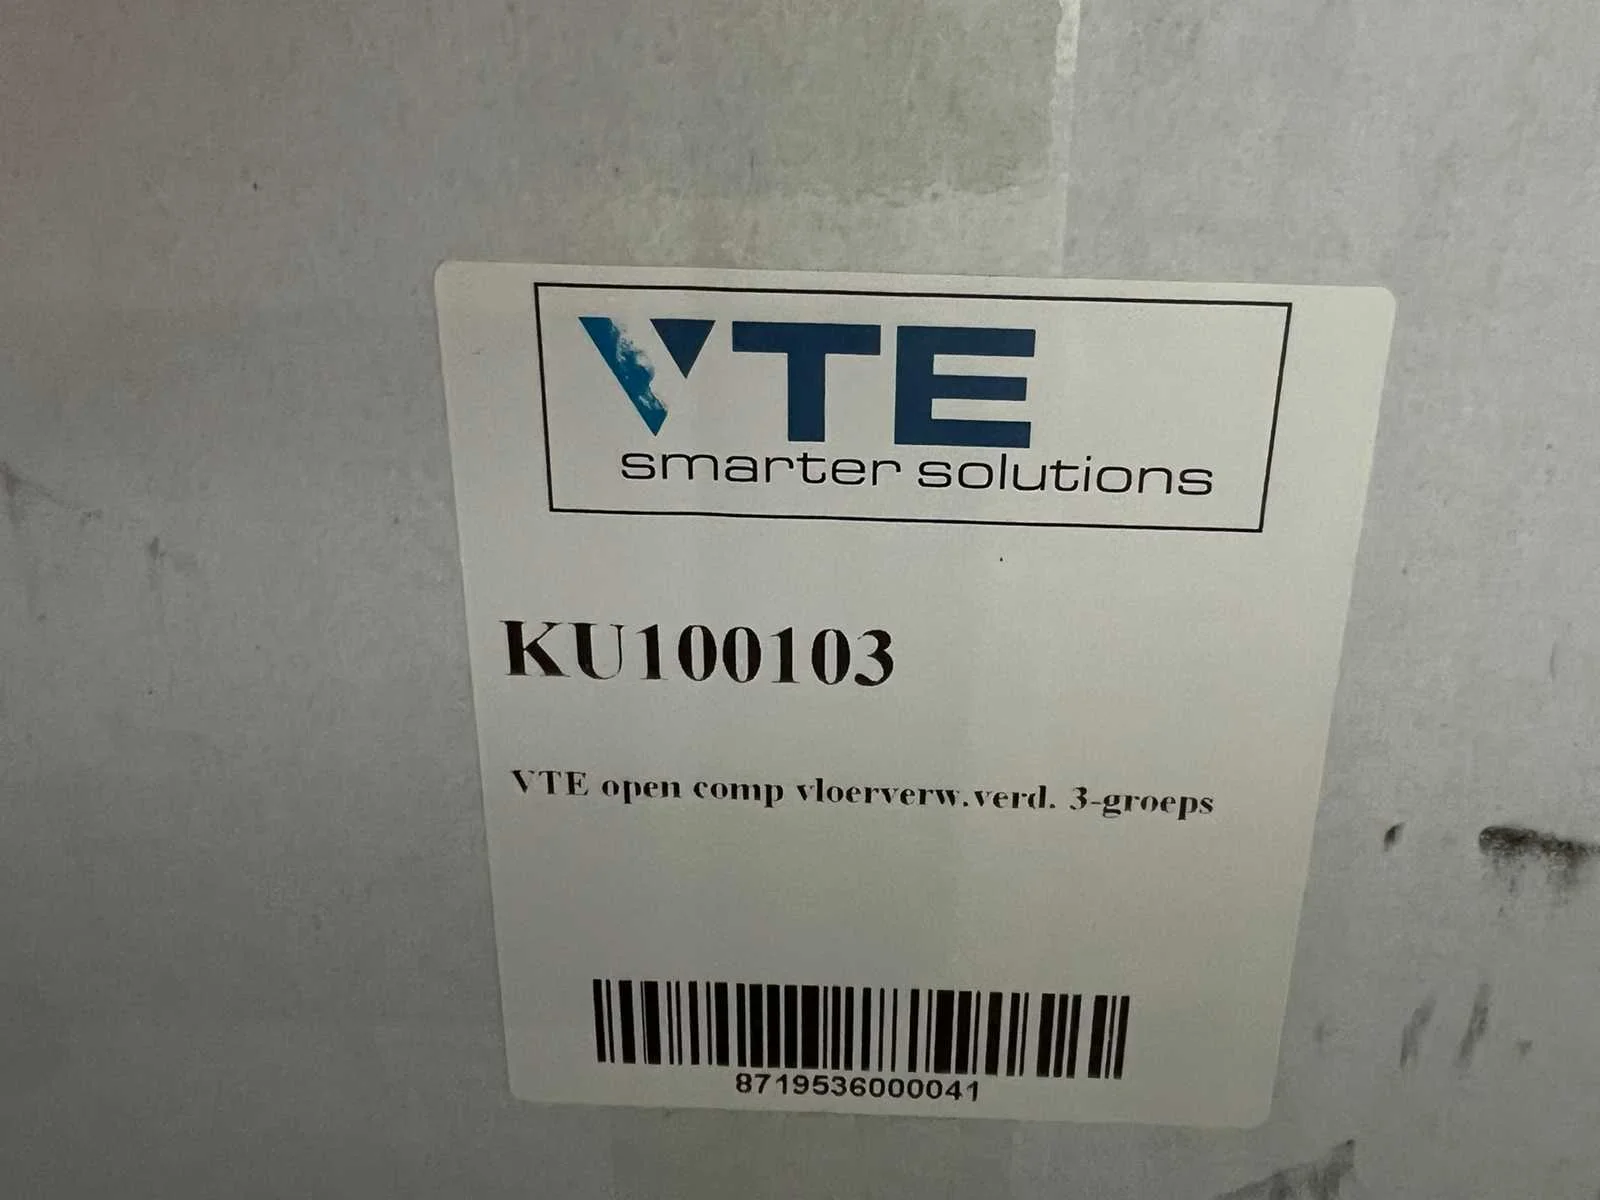 VTE
smarter solutions
KU100103
VTE open comp vloerverw.verd. 3-groeps
8719536000041